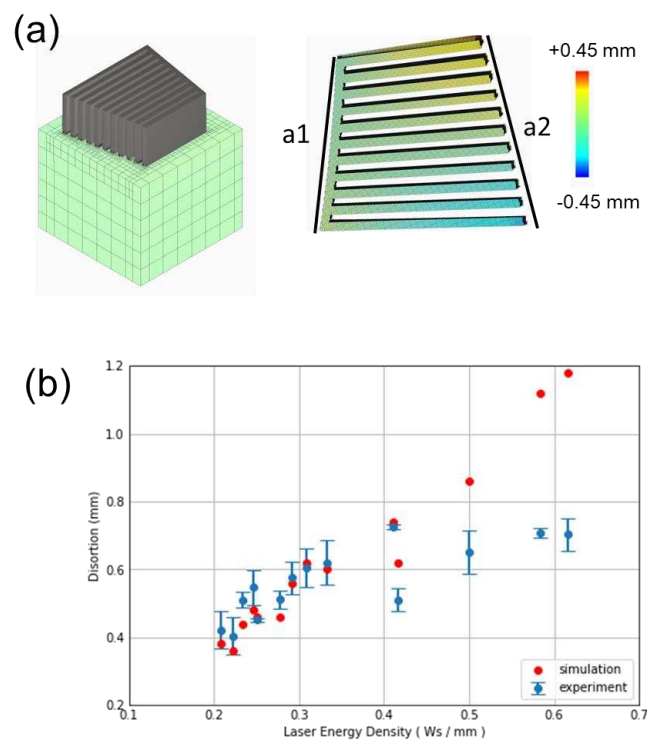 (a)
+0.45 mm
a1
a2
-0.45 mm
(b)
1.2
1.0
0.8
0.6
0.4
0.2
Disortion (mm)
simulation
experiment
0.1
0.2
0.3
0.4
0.5
0.6
0.7
Laser Energy Density ( Ws / mm )